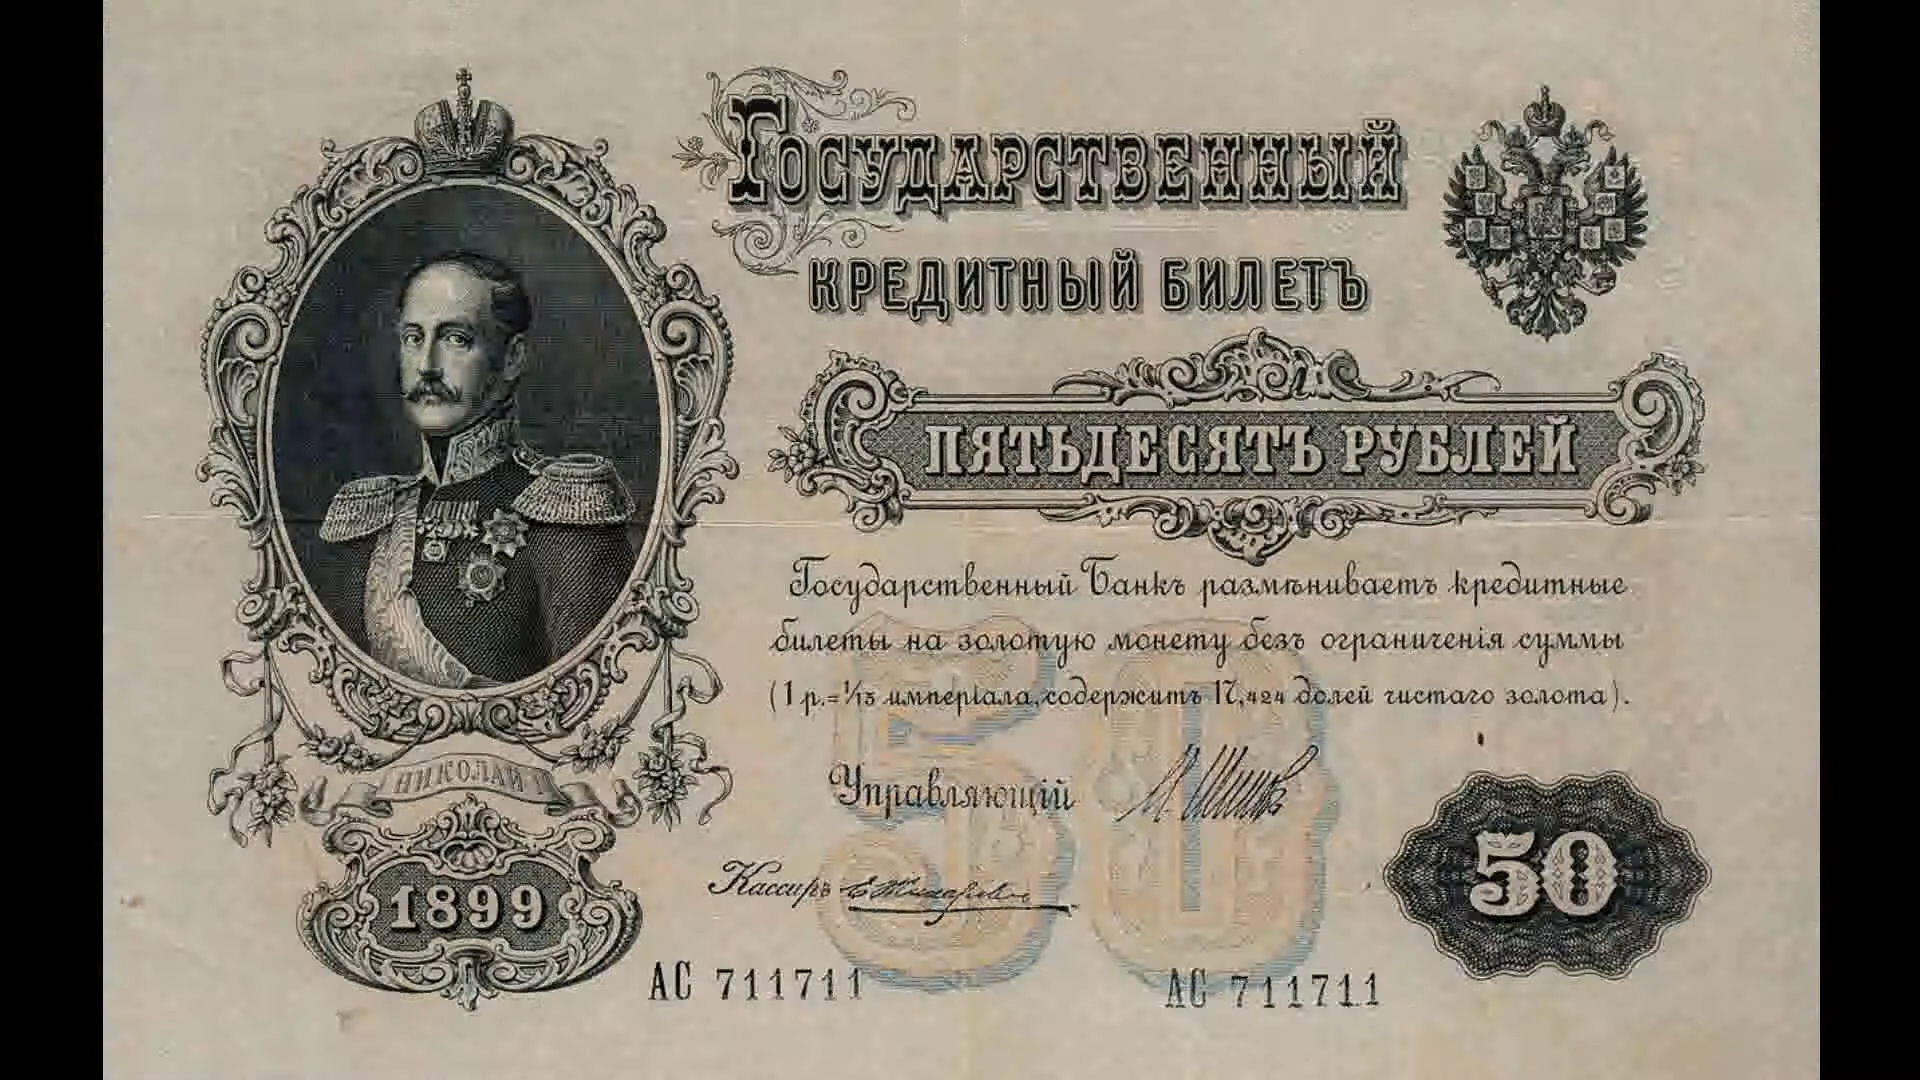 Государственный
кредитный билетъ
пятьдесятъ рублей
Государственный Банкъ размѣниваетъ кредитные
билеты на золотую монету безъ ограниченія суммы
(1 р.=1/15 имперіала, содержитъ 17,424 долей чистаго золота).
НИКОЛАЙ I
Управляющій
1899
50
Кассиръ
АС 711711
АС 711711